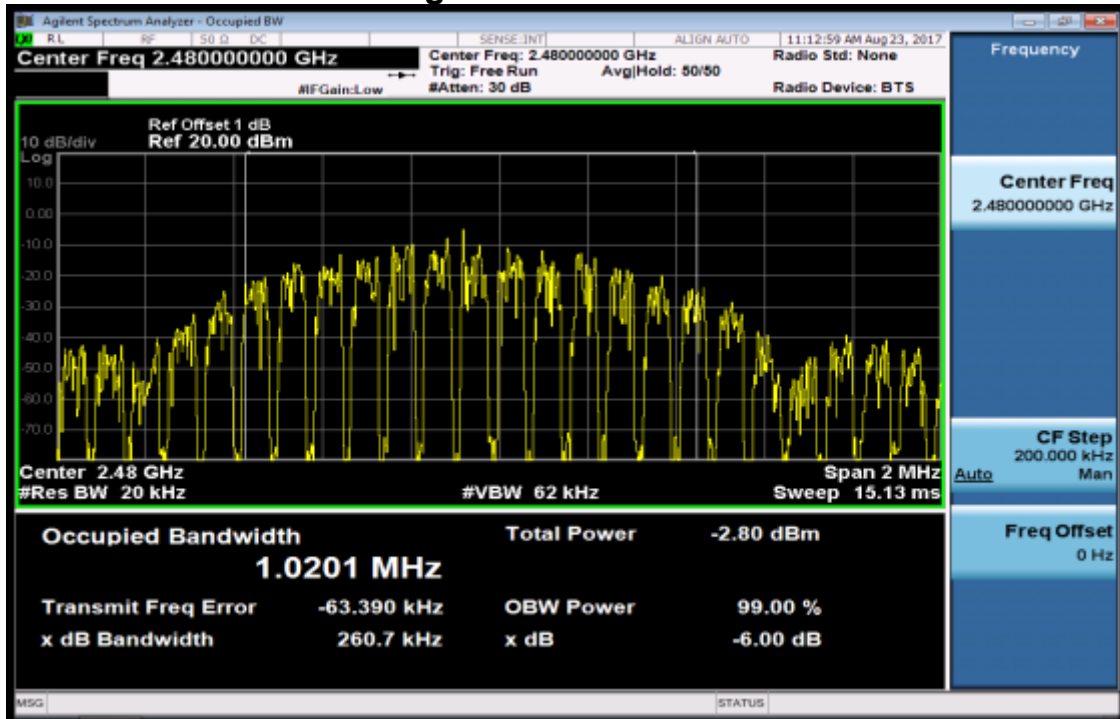 Agilent Spectrum Analyzer - Occupied BW
RL RF 50 Ω DC SENSE:INT ALIGN AUTO 11:12:59 AM Aug 23, 2017
Center Freq 2.480000000 GHz
Center Freq: 2.480000000 GHz
Radio Std: None
Trig: Free Run Avg|Hold: 50/50
#IFGain:Low
#Atten: 30 dB
Radio Device: BTS
Ref Offset 1 dB
10 dB/div Ref 20.00 dBm
Log
10.0
0.00
-10.0
-20.0
-30.0
-40.0
-50.0
-60.0
-70.0
Center 2.48 GHz Span 2 MHz
#Res BW 20 kHz #VBW 62 kHz Sweep 15.13 ms
Occupied Bandwidth Total Power -2.80 dBm
1.0201 MHz
Transmit Freq Error -63.390 kHz OBW Power 99.00 %
x dB Bandwidth 260.7 kHz x dB -6.00 dB
MSG STATUS
Frequency
Center Freq
2.480000000 GHz
CF Step
200.000 kHz
Auto Man
Freq Offset
0 Hz